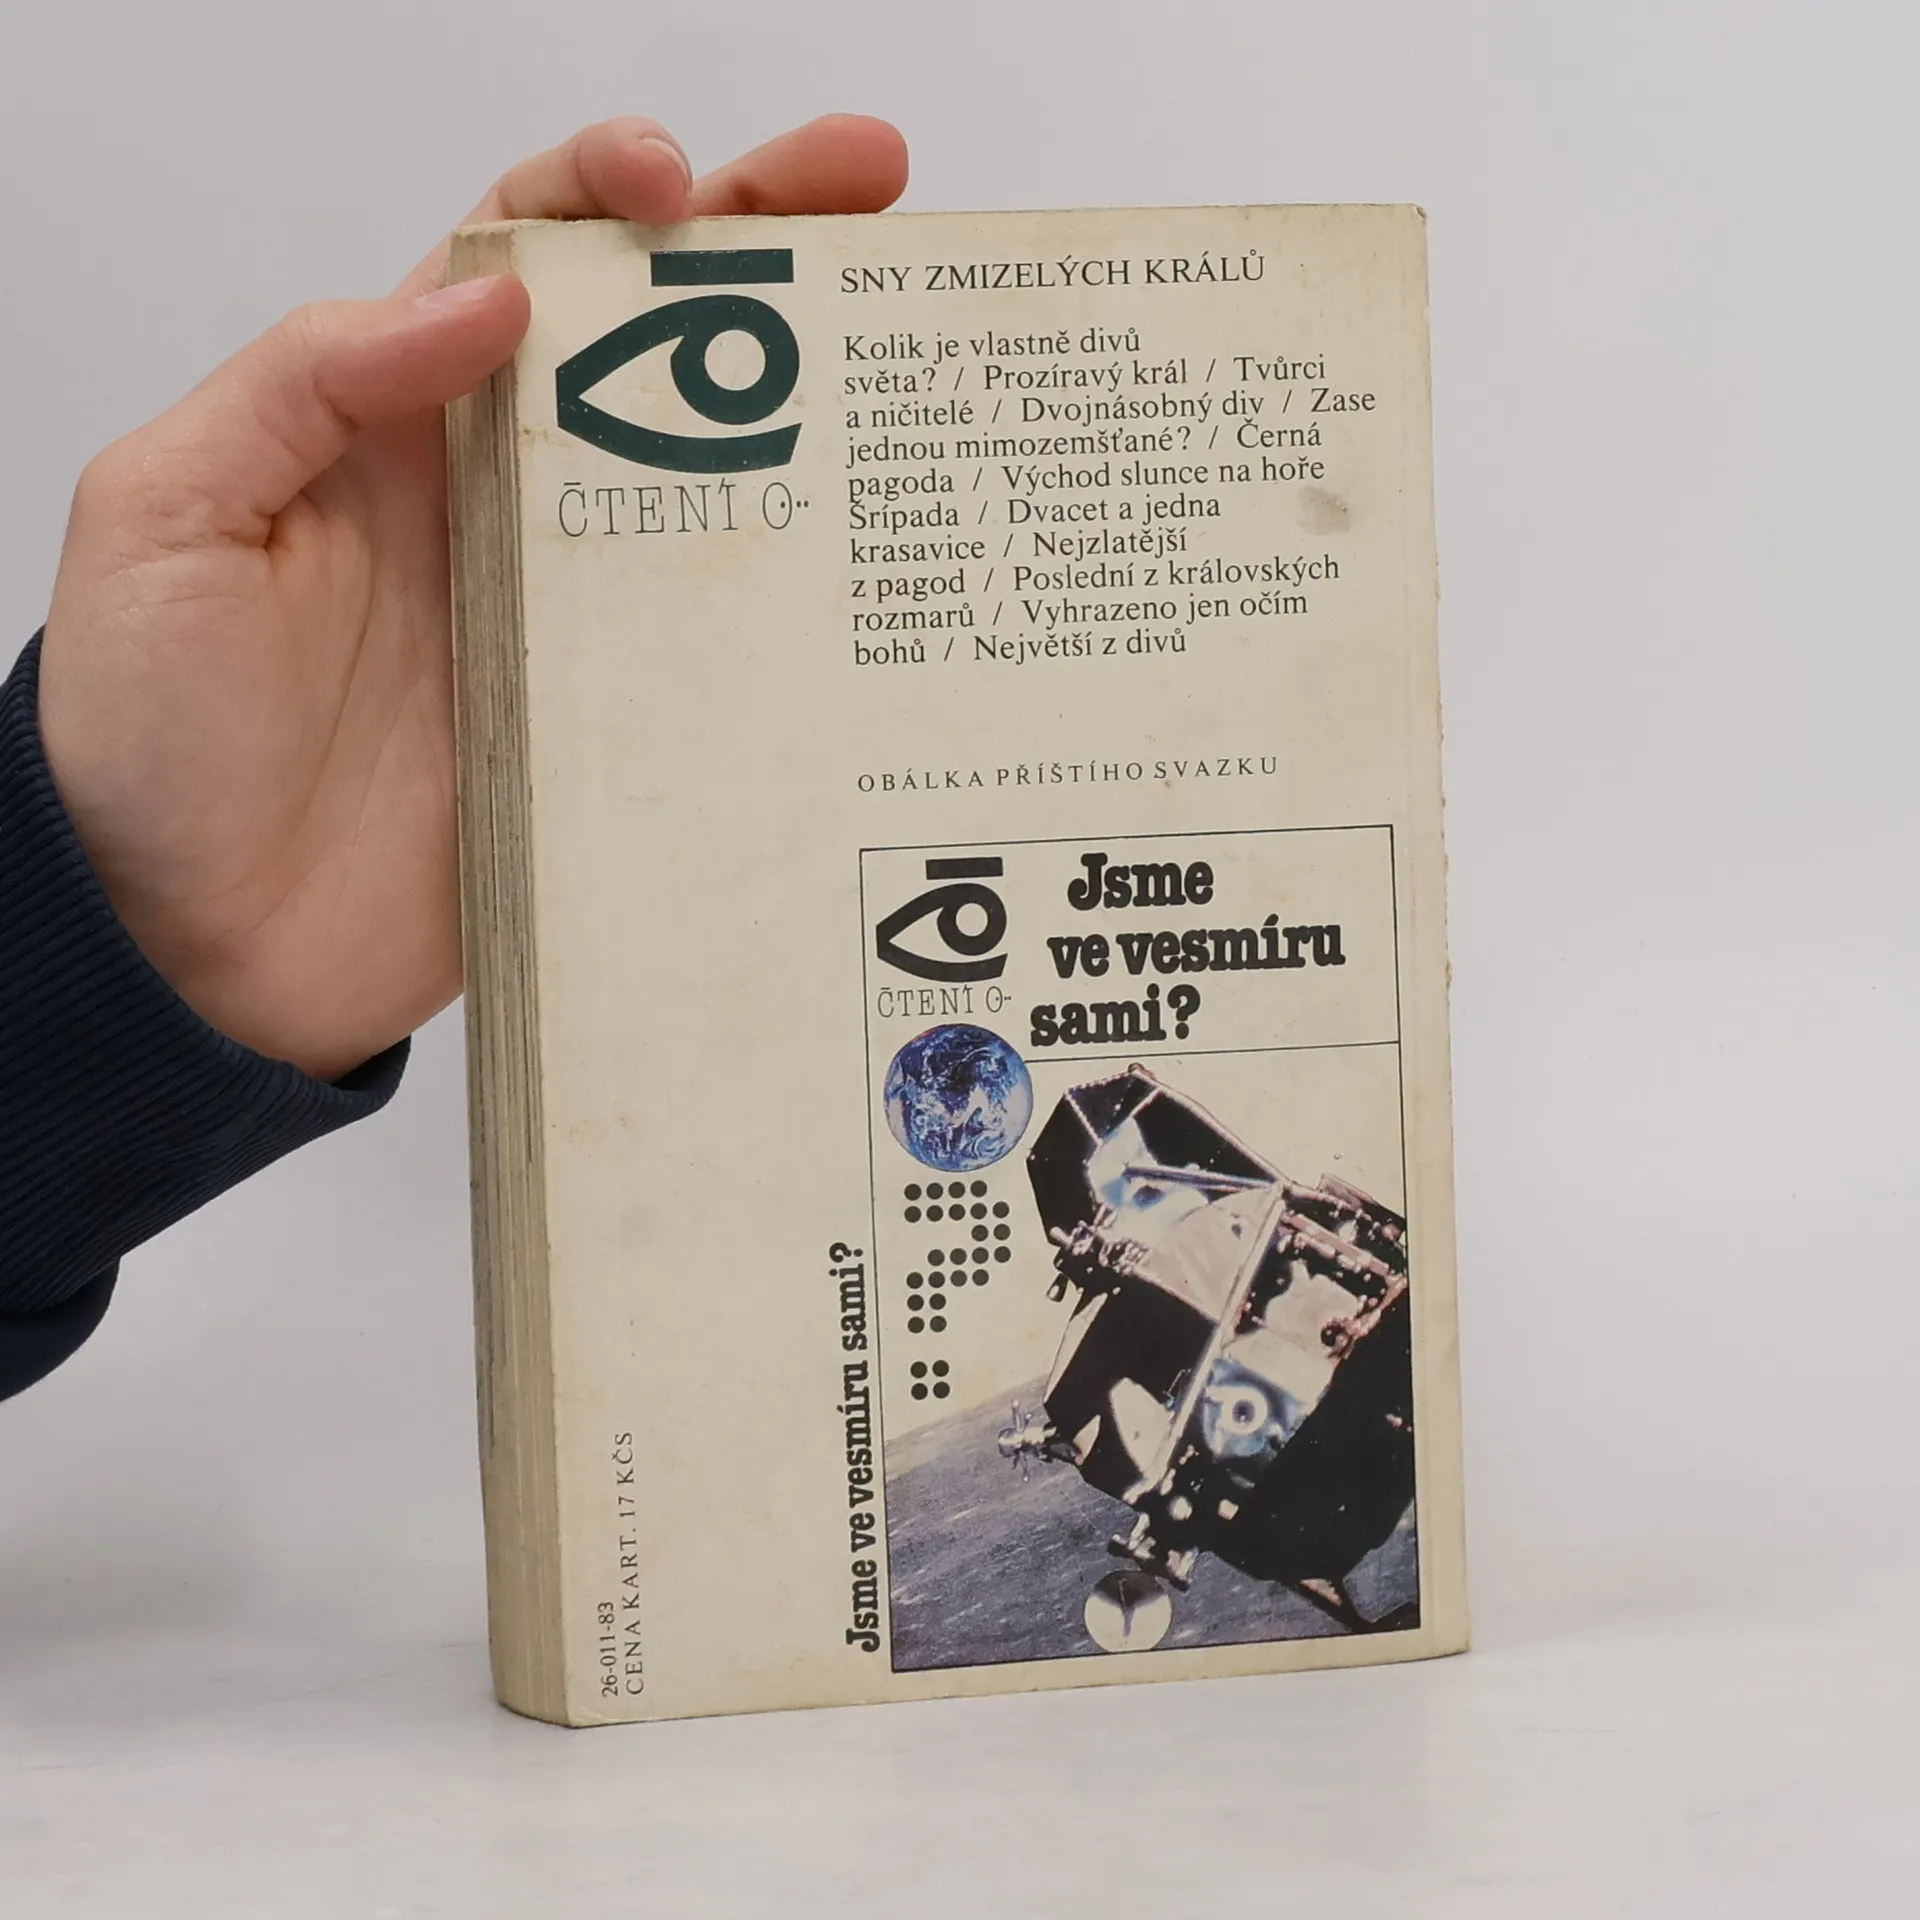 ČTENÍ O··
SNY ZMIZELÝCH KRÁLŮ
Kolik je vlastně divů
světa? / Prozíravý král / Tvůrci
a ničitelé / Dvojnásobný div / Zase
jednou mimozemšťané? / Černá
pagoda / Východ slunce na hoře
Šrípada / Dvacet a jedna
krasavice / Nejzlatější
z pagod / Poslední z královských
rozmarů / Vyhrazeno jen očím
bohů / Největší z divů
OBÁLKA PŘÍŠTÍHO SVAZKU
ČTENÍ O··
Jsme
ve vesmíru
sami?
Jsme ve vesmíru sami?
26-011-83
CENA KART. 17 KČS